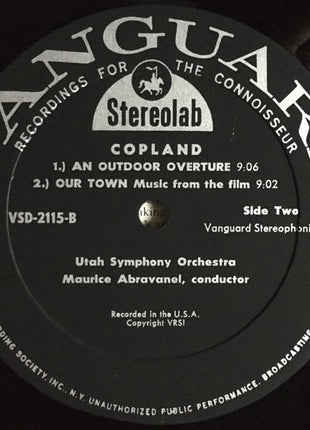 ANGUAR
RECORDINGS FOR THE CONNOISSEUR
Stereolab
COPLAND
1.) AN OUTDOOR OVERTURE 9:06
2.) OUR TOWN Music from the film 9:02
VSD-2115-B
king
Side Two
Vanguard Stereophoni
Utah Symphony Orchestra
Maurice Abravanel, conductor
Recorded in the U.S.A.
Copyright VRSI
DING SOCIETY, INC., N.Y. UNAUTHORIZED PUBLIC PERFORMANCE, BROADCASTING